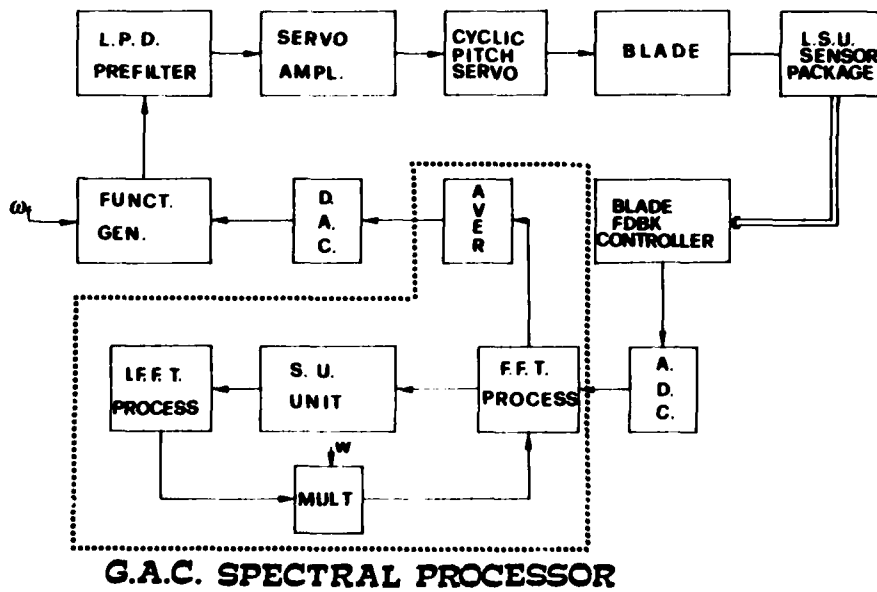 L.P.D.
PREFILTER
SERVO
AMPL.
CYCLIC
PITCH
SERVO
BLADE
L.S.U.
SENSOR
PACKAGE
ω
FUNCT.
GEN.
D.
A.
C.
A
V
E
R
BLADE
FDBK
CONTROLLER
I.F.F.T.
PROCESS
S.U.
UNIT
F.F.T.
PROCESS
A.
D.
C.
w
MULT
G.A.C. SPECTRAL PROCESSOR